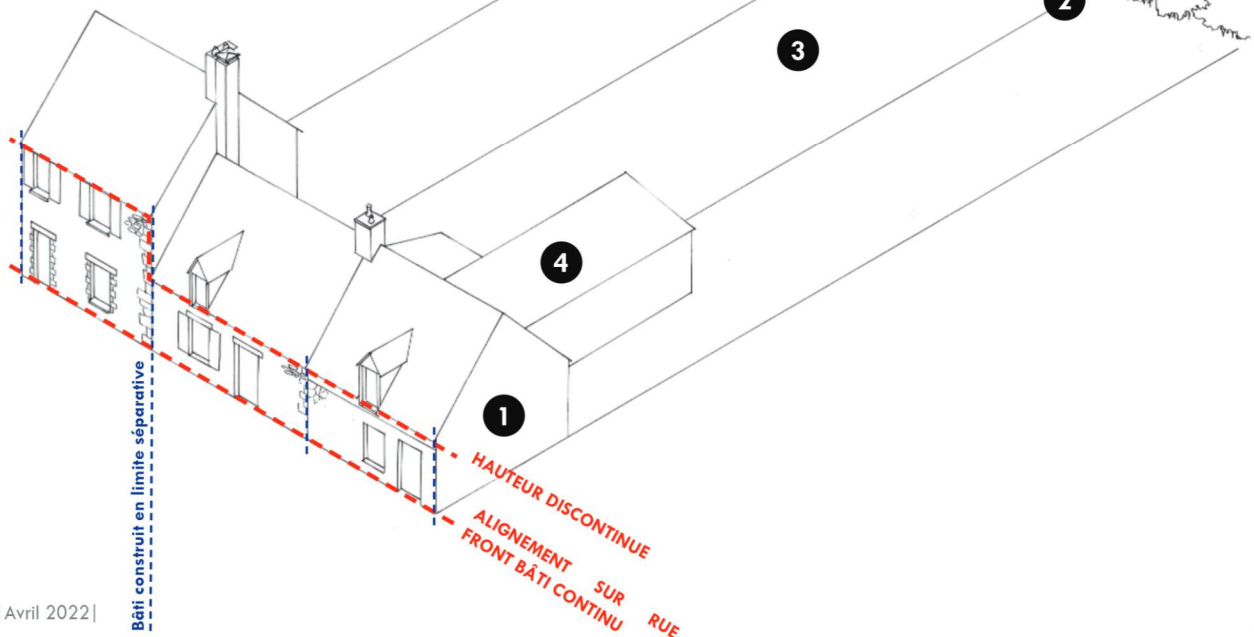 2
3
4
1
HAUTEUR DISCONTINUE
ALIGNEMENT SUR RUE
FRONT BÂTI CONTINU
Bâti construit en limite séparative
Avril 2022|